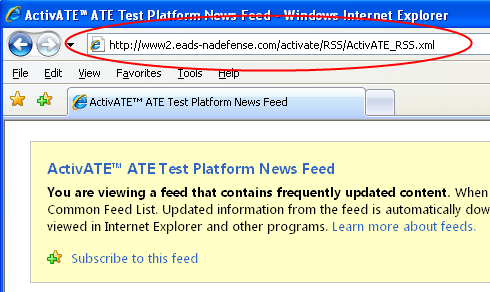 ActivATE™ ATE Test Platform News Feed - Windows Internet Explorer
http://www2.eads-nadefense.com/activate/RSS/ActivATE_RSS.xml
File Edit View Favorites Tools Help
ActivATE™ ATE Test Platform News Feed
ActivATE™ ATE Test Platform News Feed
You are viewing a feed that contains frequently updated content. When
Common Feed List. Updated information from the feed is automatically dow
viewed in Internet Explorer and other programs. Learn more about feeds.
Subscribe to this feed